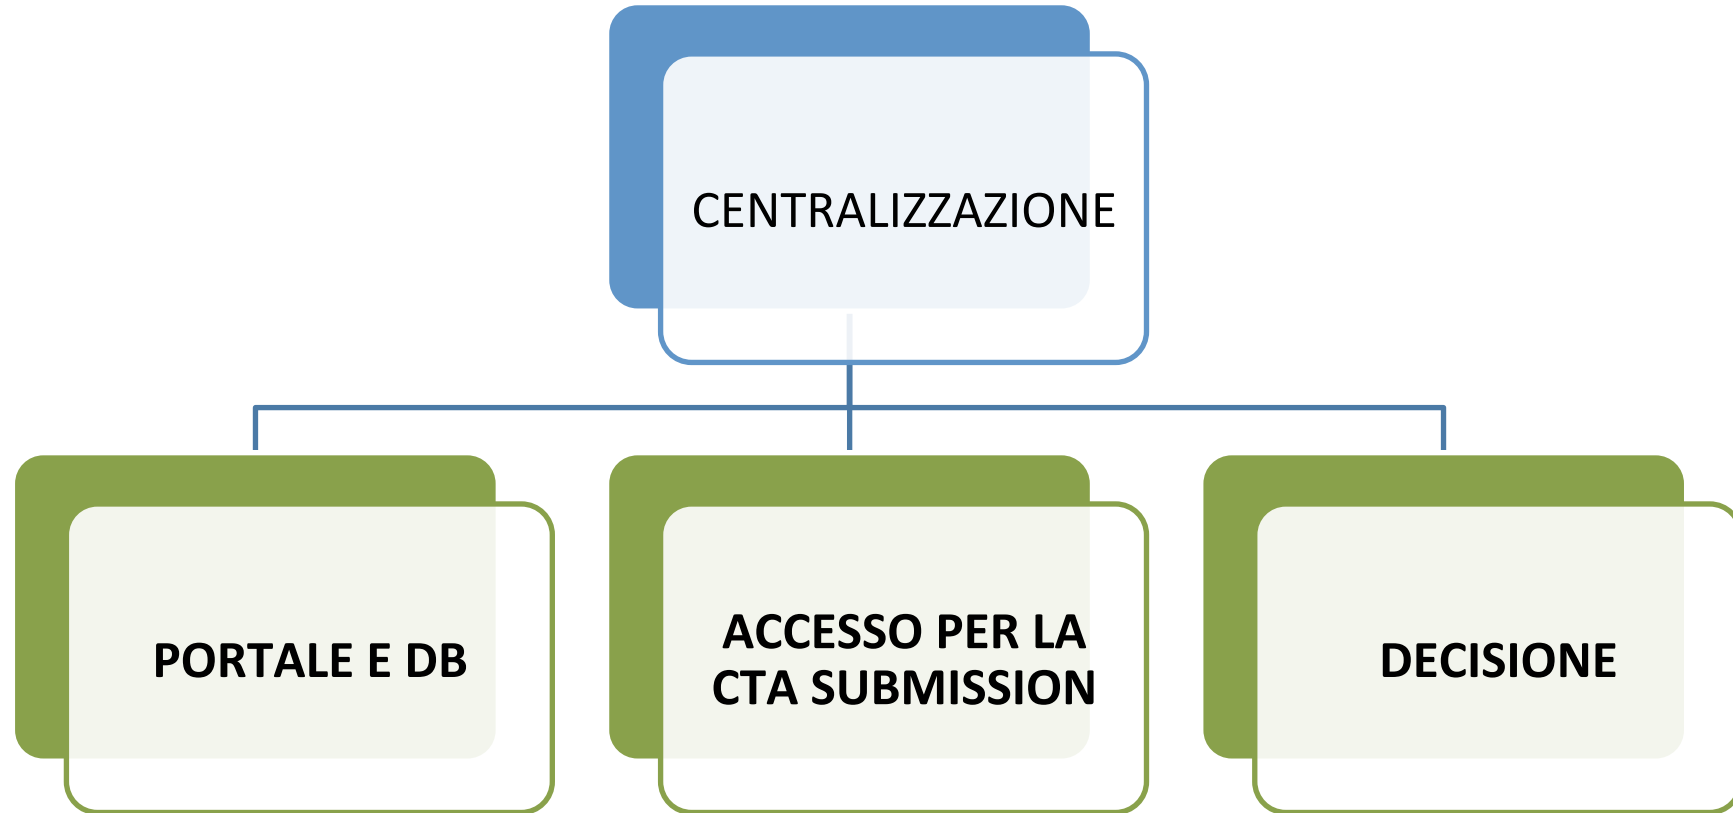 CENTRALIZZAZIONE
PORTALE E DB
ACCESSO PER LA
CTA SUBMISSION
DECISIONE